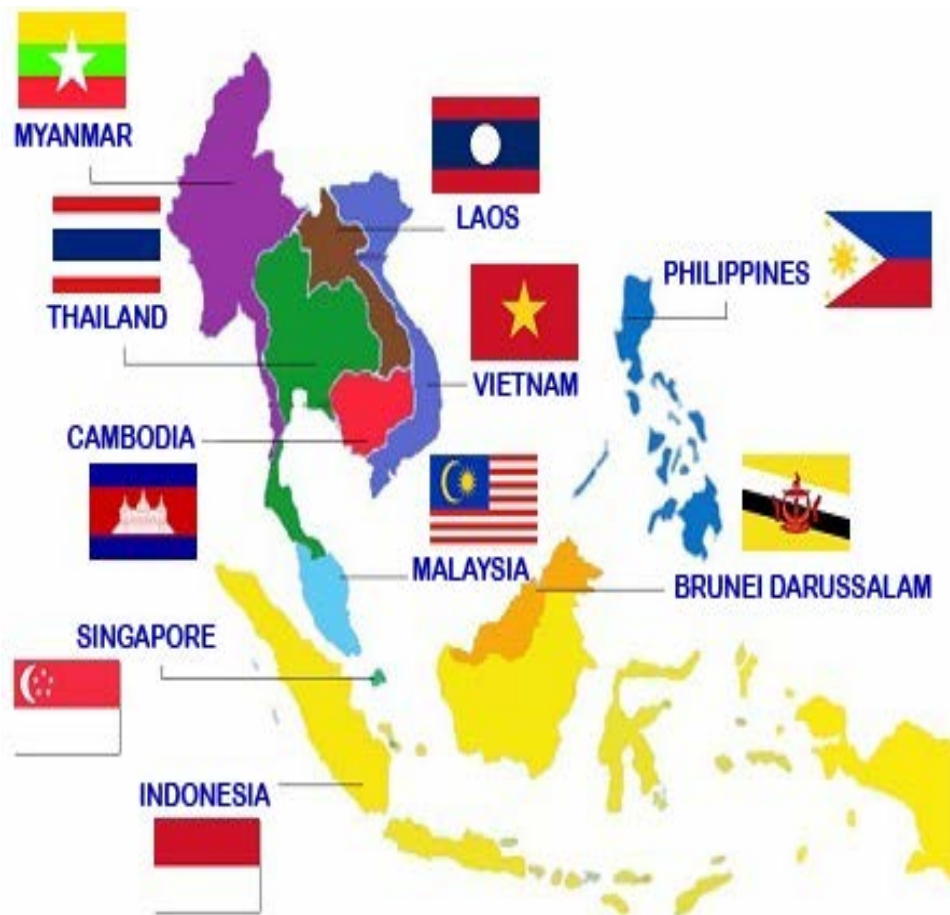 MYANMAR
LAOS
THAILAND
PHILIPPINES
VIETNAM
CAMBODIA
MALAYSIA
BRUNEI DARUSSALAM
SINGAPORE
INDONESIA